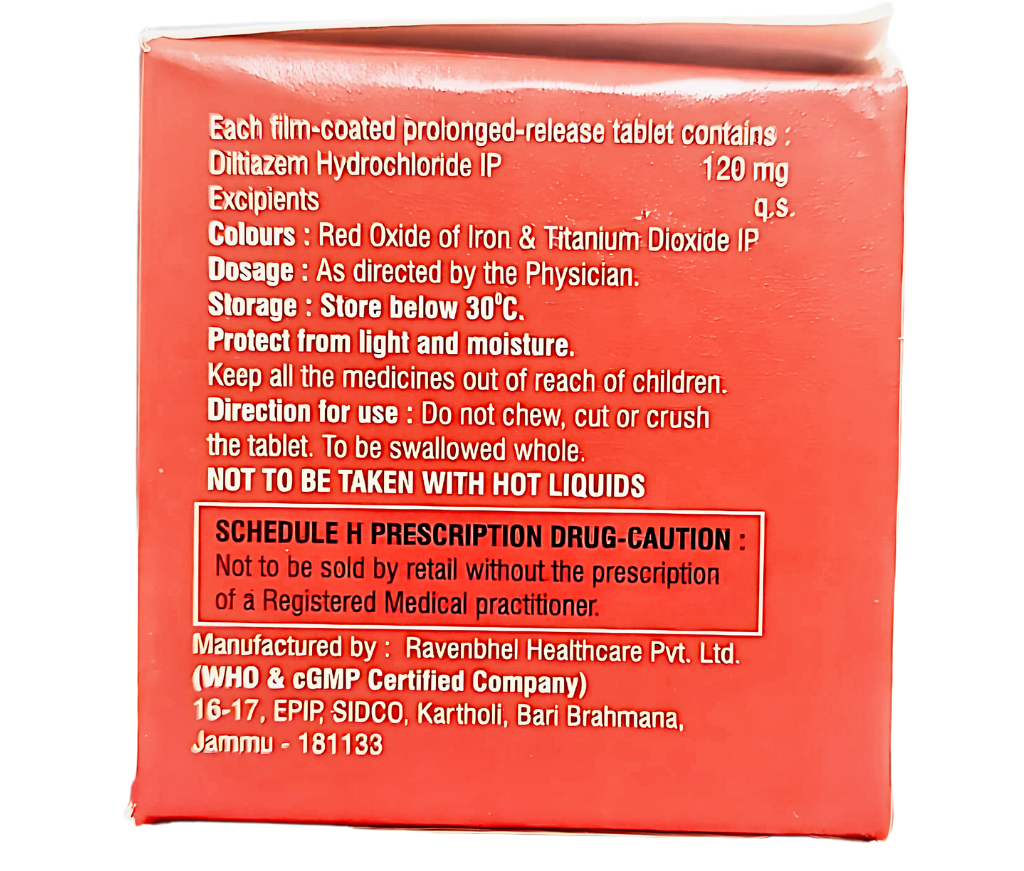 Each film-coated prolonged-release tablet contains :
Diltiazem Hydrochloride IP 120 mg
Excipients q.s.
Colours : Red Oxide of Iron & Titanium Dioxide IP
Dosage : As directed by the Physician.
Storage : Store below 30⁰C.
Protect from light and moisture.
Keep all the medicines out of reach of children.
Direction for use : Do not chew, cut or crush
the tablet. To be swallowed whole.
NOT TO BE TAKEN WITH HOT LIQUIDS
SCHEDULE H PRESCRIPTION DRUG-CAUTION :
Not to be sold by retail without the prescription
of a Registered Medical practitioner.
Manufactured by : Ravenbhel Healthcare Pvt. Ltd.
(WHO & cGMP Certified Company)
16-17, EPIP, SIDCO, Kartholi, Bari Brahmana,
Jammu - 181133